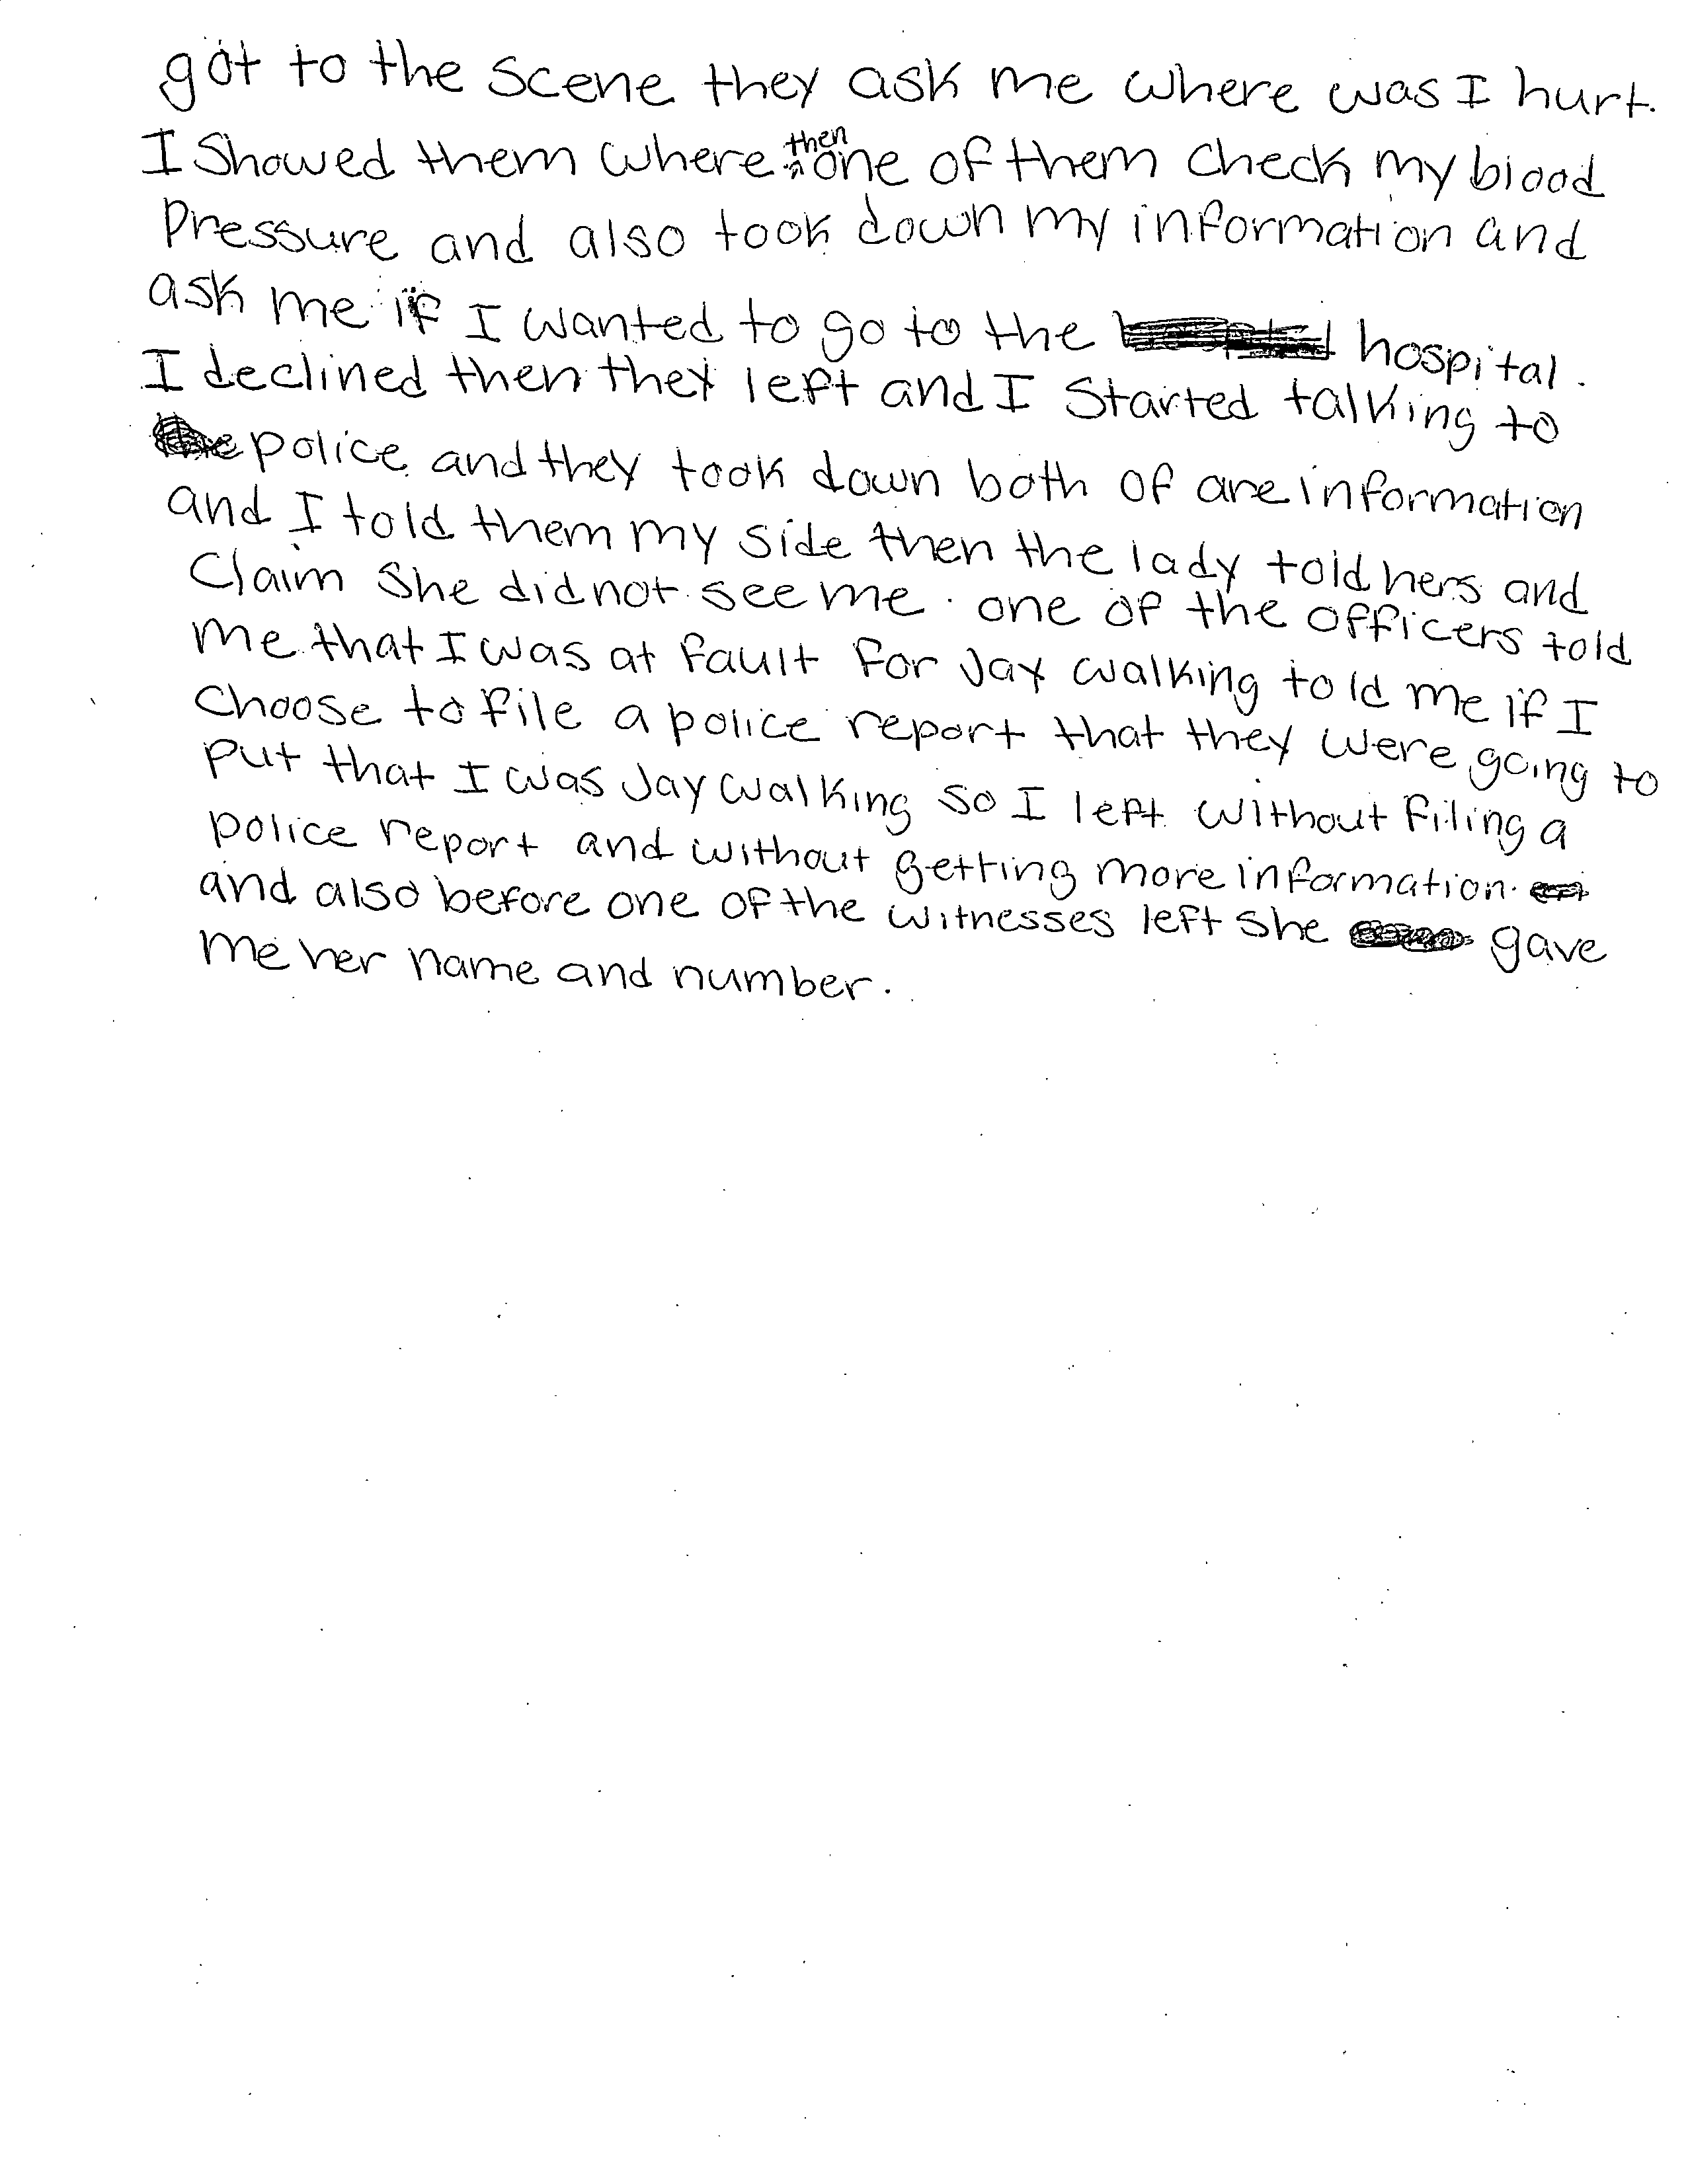 got to the scene they ask me where was I hurt.
I showed them where then one of them check my blood
pressure and also took down my information and
ask me if I wanted to go to the hospital.
I declined then they left and I started talking to
police and they took down both of are information
and I told them my side then the lady told hers and
claim she did not see me. one of the officers told
me that I was at fault for Jay walking told me if I
choose to file a police report that they were going to
put that I was Jay walking so I left without filing a
police report and without getting more information.
and also before one of the witnesses left she gave
me her name and number.